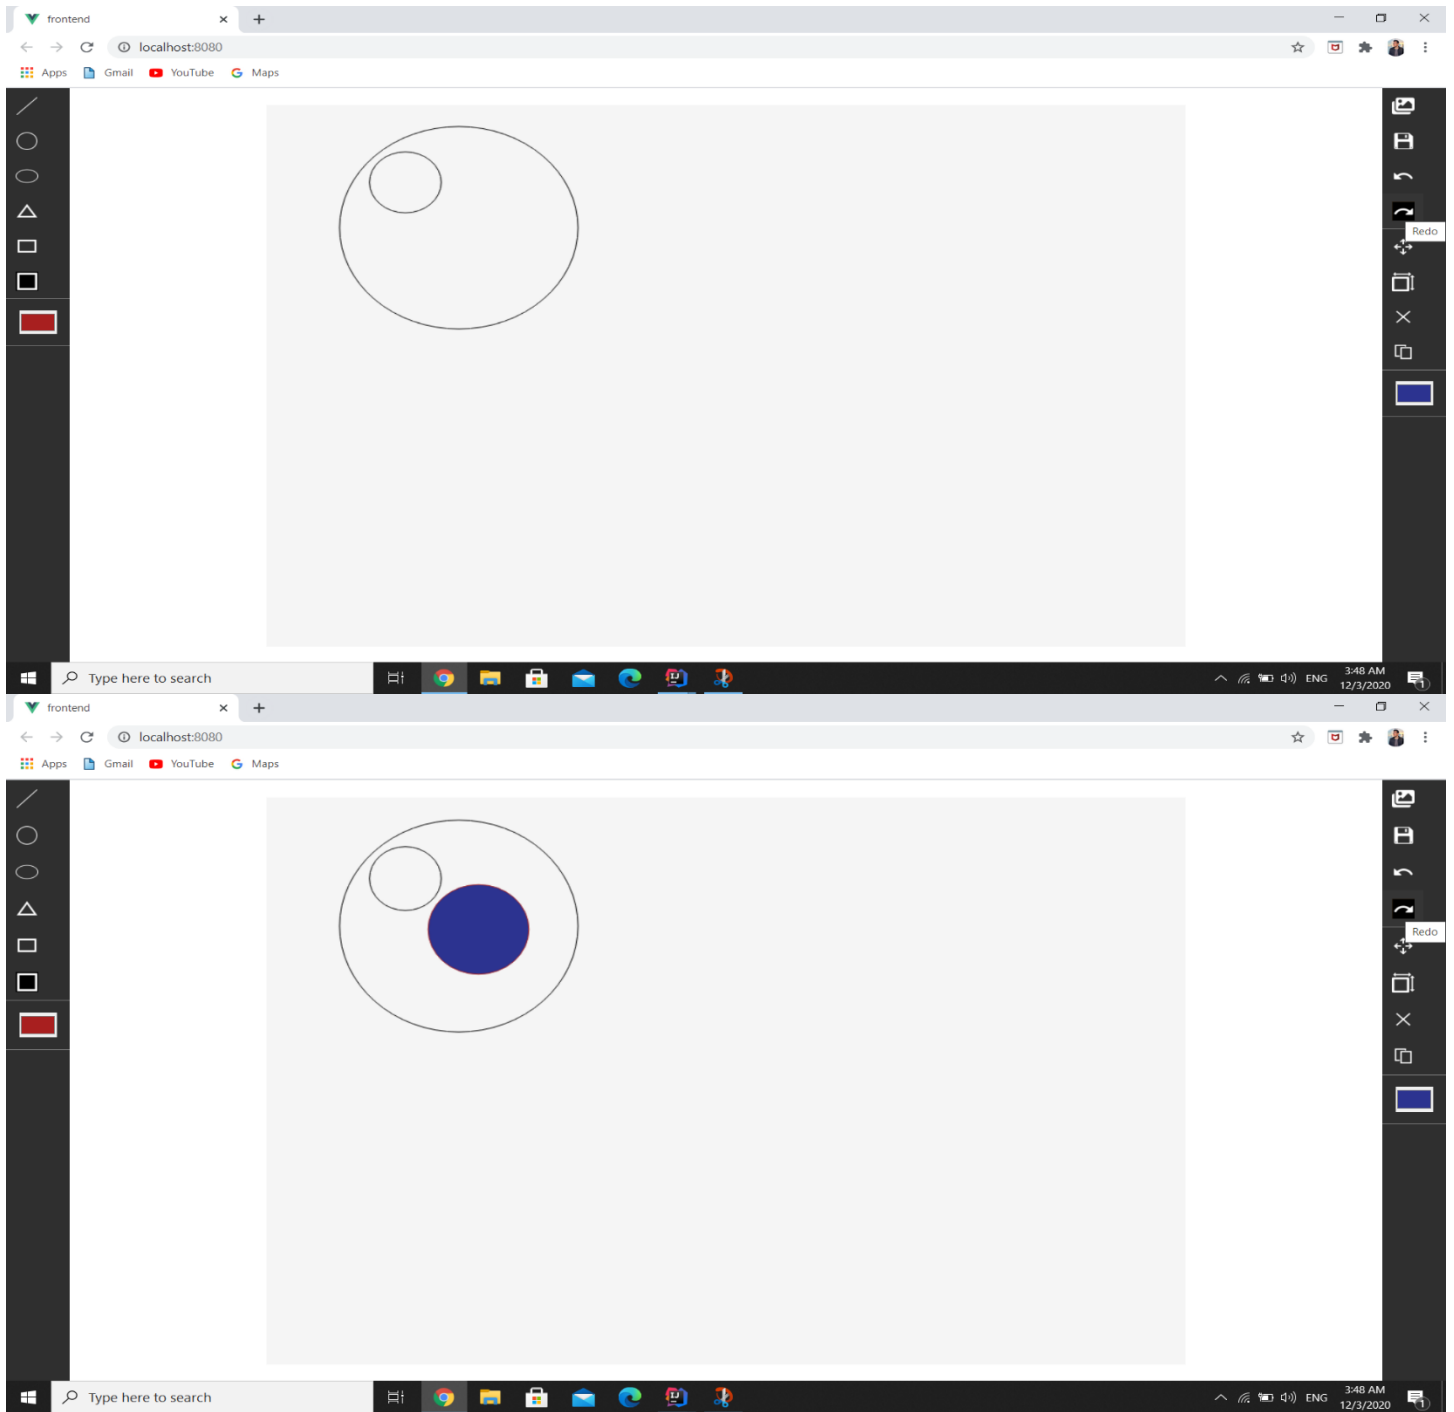 frontend
localhost:8080
Apps Gmail YouTube Maps
Redo
Type here to search
ENG
3:48 AM
12/3/2020
1
frontend
localhost:8080
Apps Gmail YouTube Maps
Redo
Type here to search
ENG
3:48 AM
12/3/2020
1